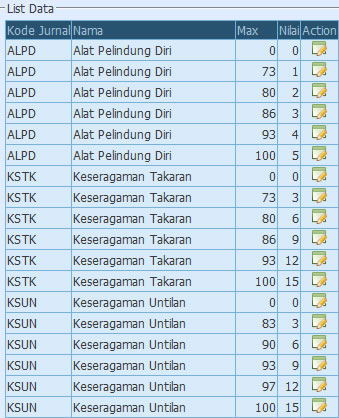 List Data
Kode Jurnal Nama Max Nilai Action
ALPD Alat Pelindung Diri 0 0
ALPD Alat Pelindung Diri 73 1
ALPD Alat Pelindung Diri 80 2
ALPD Alat Pelindung Diri 86 3
ALPD Alat Pelindung Diri 93 4
ALPD Alat Pelindung Diri 100 5
KSTK Keseragaman Takaran 0 0
KSTK Keseragaman Takaran 73 3
KSTK Keseragaman Takaran 80 6
KSTK Keseragaman Takaran 86 9
KSTK Keseragaman Takaran 93 12
KSTK Keseragaman Takaran 100 15
KSUN Keseragaman Untilan 0 0
KSUN Keseragaman Untilan 83 3
KSUN Keseragaman Untilan 90 6
KSUN Keseragaman Untilan 93 9
KSUN Keseragaman Untilan 97 12
KSUN Keseragaman Untilan 100 15